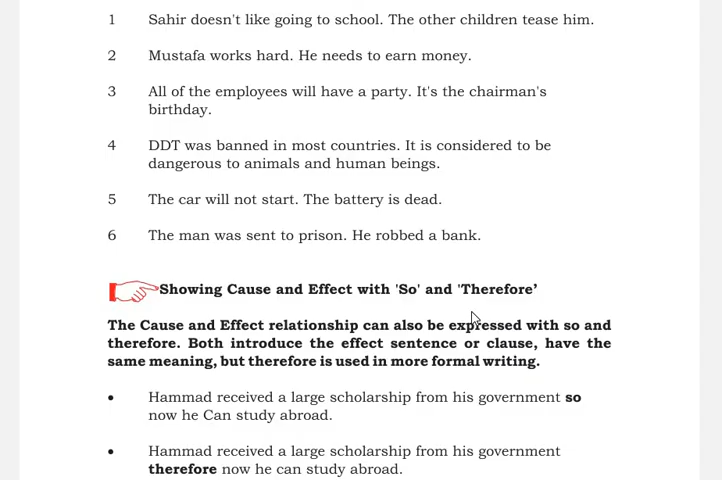 1 Sahir doesn't like going to school. The other children tease him.
2 Mustafa works hard. He needs to earn money.
3 All of the employees will have a party. It's the chairman's
birthday.
4 DDT was banned in most countries. It is considered to be
dangerous to animals and human beings.
5 The car will not start. The battery is dead.
6 The man was sent to prison. He robbed a bank.
Showing Cause and Effect with 'So' and 'Therefore’
The Cause and Effect relationship can also be expressed with so and
therefore. Both introduce the effect sentence or clause, have the
same meaning, but therefore is used in more formal writing.
• Hammad received a large scholarship from his government so
now he Can study abroad.
• Hammad received a large scholarship from his government
therefore now he can study abroad.